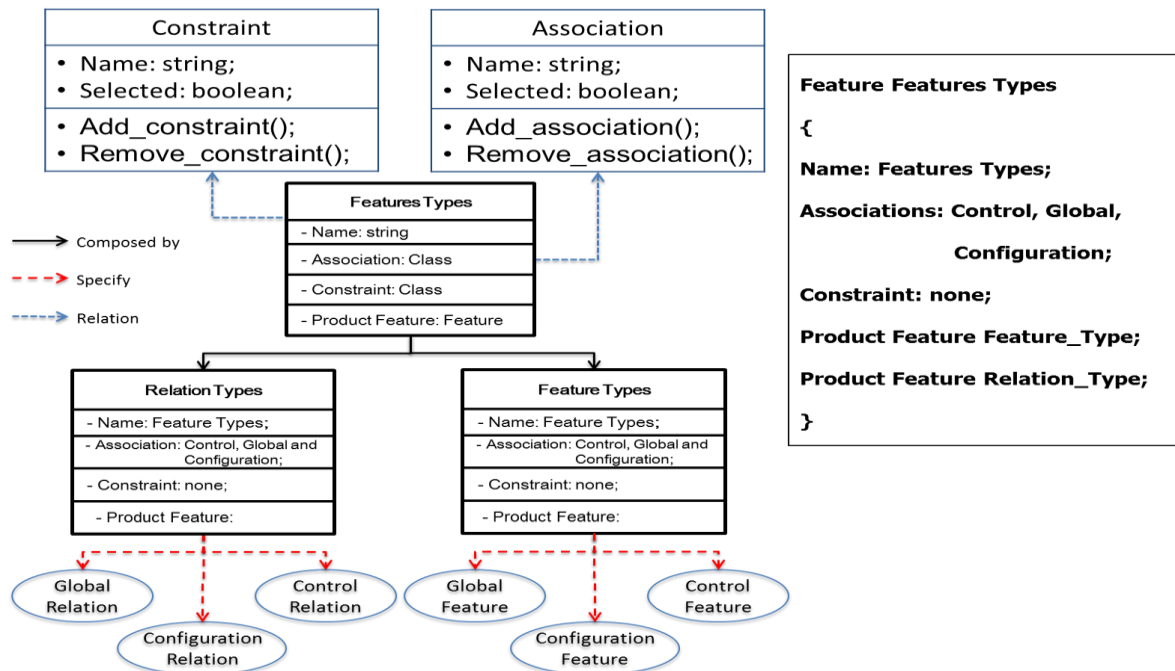 Constraint
• Name: string;
• Selected: boolean;
• Add_constraint();
• Remove_constraint();
Association
• Name: string;
• Selected: boolean;
• Add_association();
• Remove_association();
Features Types
- Name: string
- Association: Class
- Constraint: Class
- Product Feature: Feature
Composed by
Specify
Relation
Relation Types
- Name: Feature Types;
- Association: Control, Global and
Configuration;
- Constraint: none;
- Product Feature:
Feature Types
- Name: Feature Types;
- Association: Control, Global and
Configuration;
- Constraint: none;
- Product Feature:
Global
Relation
Configuration
Relation
Control
Relation
Global
Feature
Configuration
Feature
Control
Feature
Feature Features Types
{
Name: Features Types;
Associations: Control, Global,
Configuration;
Constraint: none;
Product Feature Feature_Type;
Product Feature Relation_Type;
}